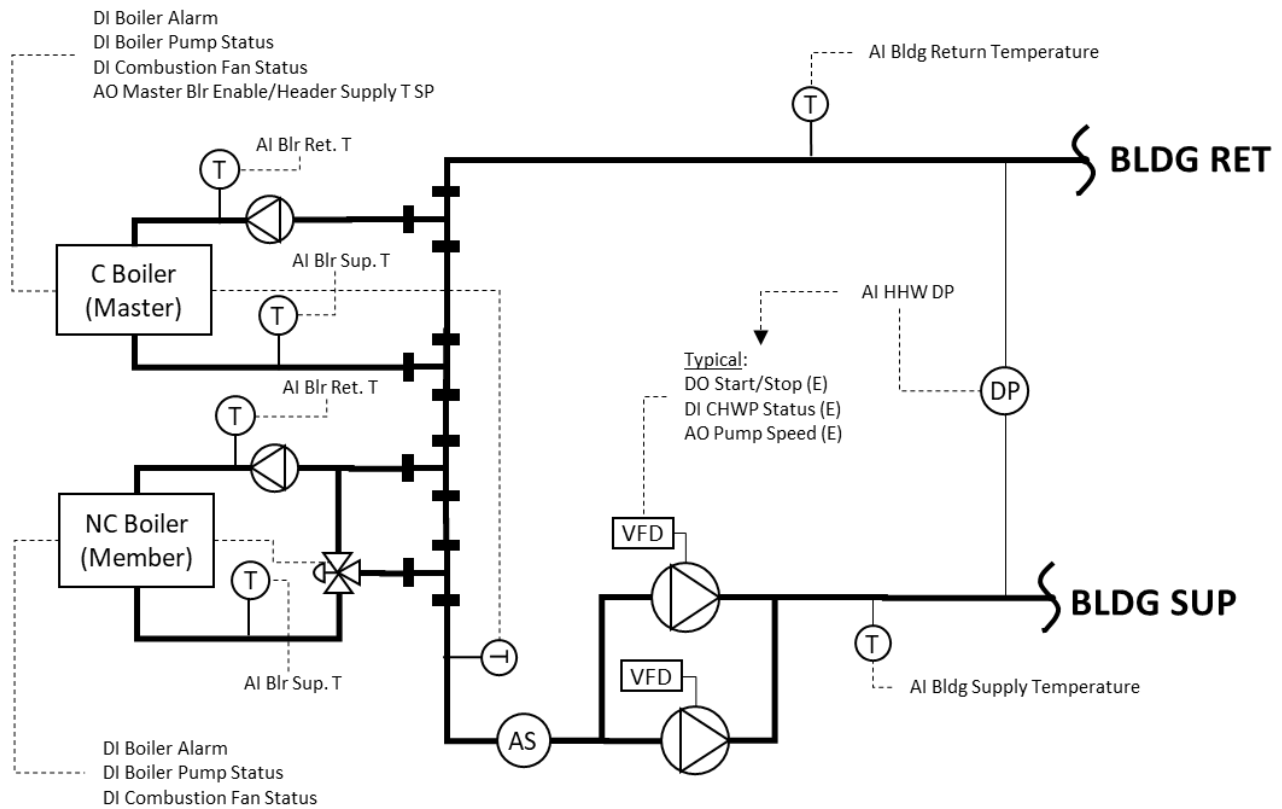 DI Boiler Alarm
DI Boiler Pump Status
DI Combustion Fan Status
AO Master Blr Enable/Header Supply T SP
AI Bldg Return Temperature
T
AI Blr Ret. T
T
BLDG RET
C Boiler
(Master)
AI Blr Sup. T
T
AI HHW DP
Typical:
DO Start/Stop (E)
DI CHWP Status (E)
AO Pump Speed (E)
DP
AI Blr Ret. T
T
NC Boiler
(Member)
T
AI Blr Sup. T
VFD
BLDG SUP
T
T
VFD
AI Bldg Supply Temperature
AS
DI Boiler Alarm
DI Boiler Pump Status
DI Combustion Fan Status